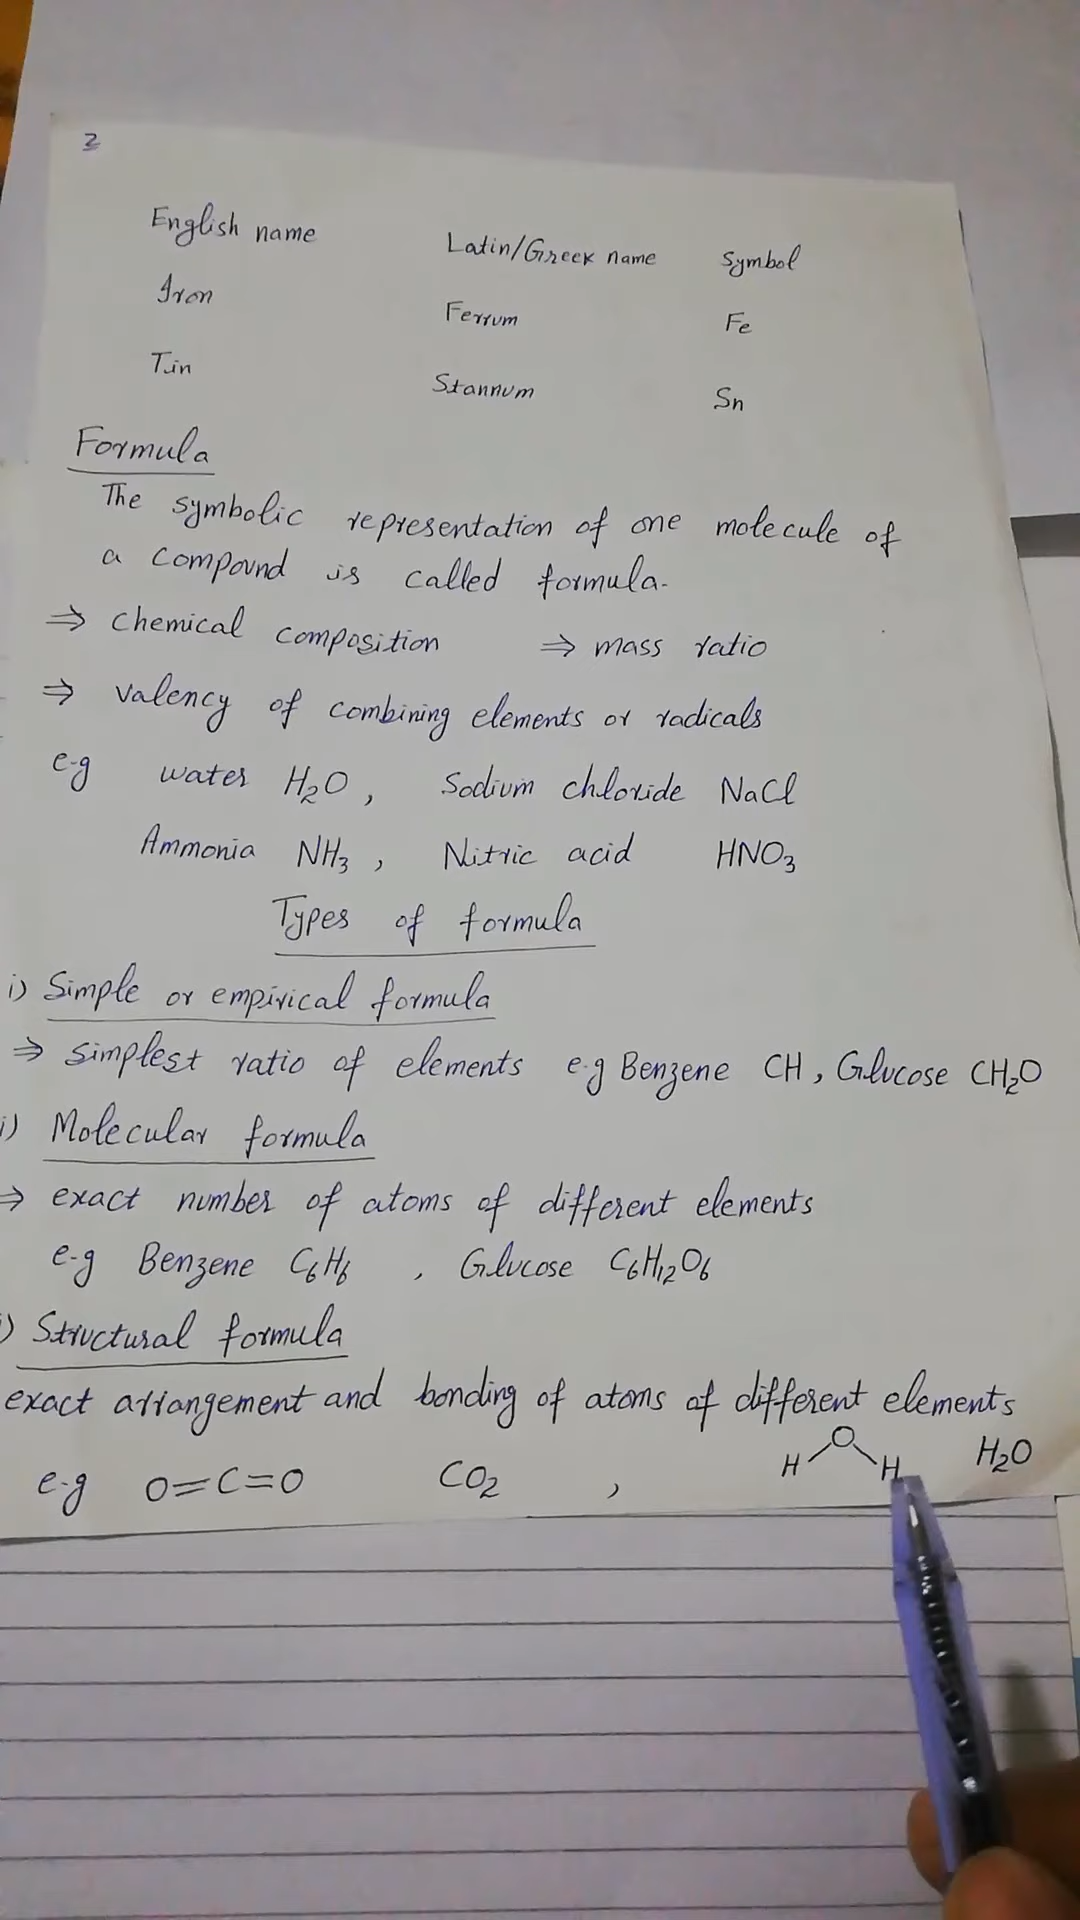 2
English name Latin/Greek name Symbol
Iron Ferrum Fe
Tin Stannum Sn
Formula
The symbolic representation of one molecule of
a compound is called formula.
⇒ chemical composition ⇒ mass ratio
⇒ valency of combining elements or radicals
e-g water H₂O, Sodium chloride NaCl
Ammonia NH₃, Nitric acid HNO₃
Types of formula
i) Simple or empirical formula
⇒ simplest ratio of elements e.g Benzene CH, Glucose CH₂O
i) Molecular formula
⇒ exact number of atoms of different elements
e-g Benzene C₆H₆, Glucose C₆H₁₂O₆
) Structural formula
exact arrangement and bonding of atoms of different elements
e-g O=C=O CO₂, H O H H₂O